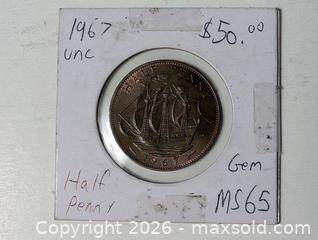 1967
unc
$50.00
HALF PENNY
1967
Half
Penny
Gem
MS65
Copyright 2026 - maxsold.com